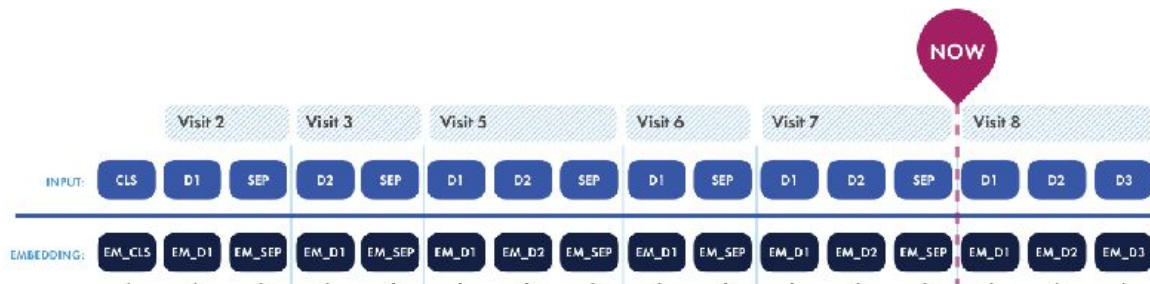 NOW
Visit 2 Visit 3 Visit 5 Visit 6 Visit 7 Visit 8
INPUT: CLS D1 SEP D2 SEP D1 D2 SEP D1 SEP D1 D2 SEP D1 D2 D3
EMBEDDING: EM_CLS EM_D1 EM_SEP EM_D1 EM_SEP EM_D1 EM_D2 EM_SEP EM_D1 EM_SEP EM_D1 EM_D2 EM_SEP EM_D1 EM_D2 EM_D3